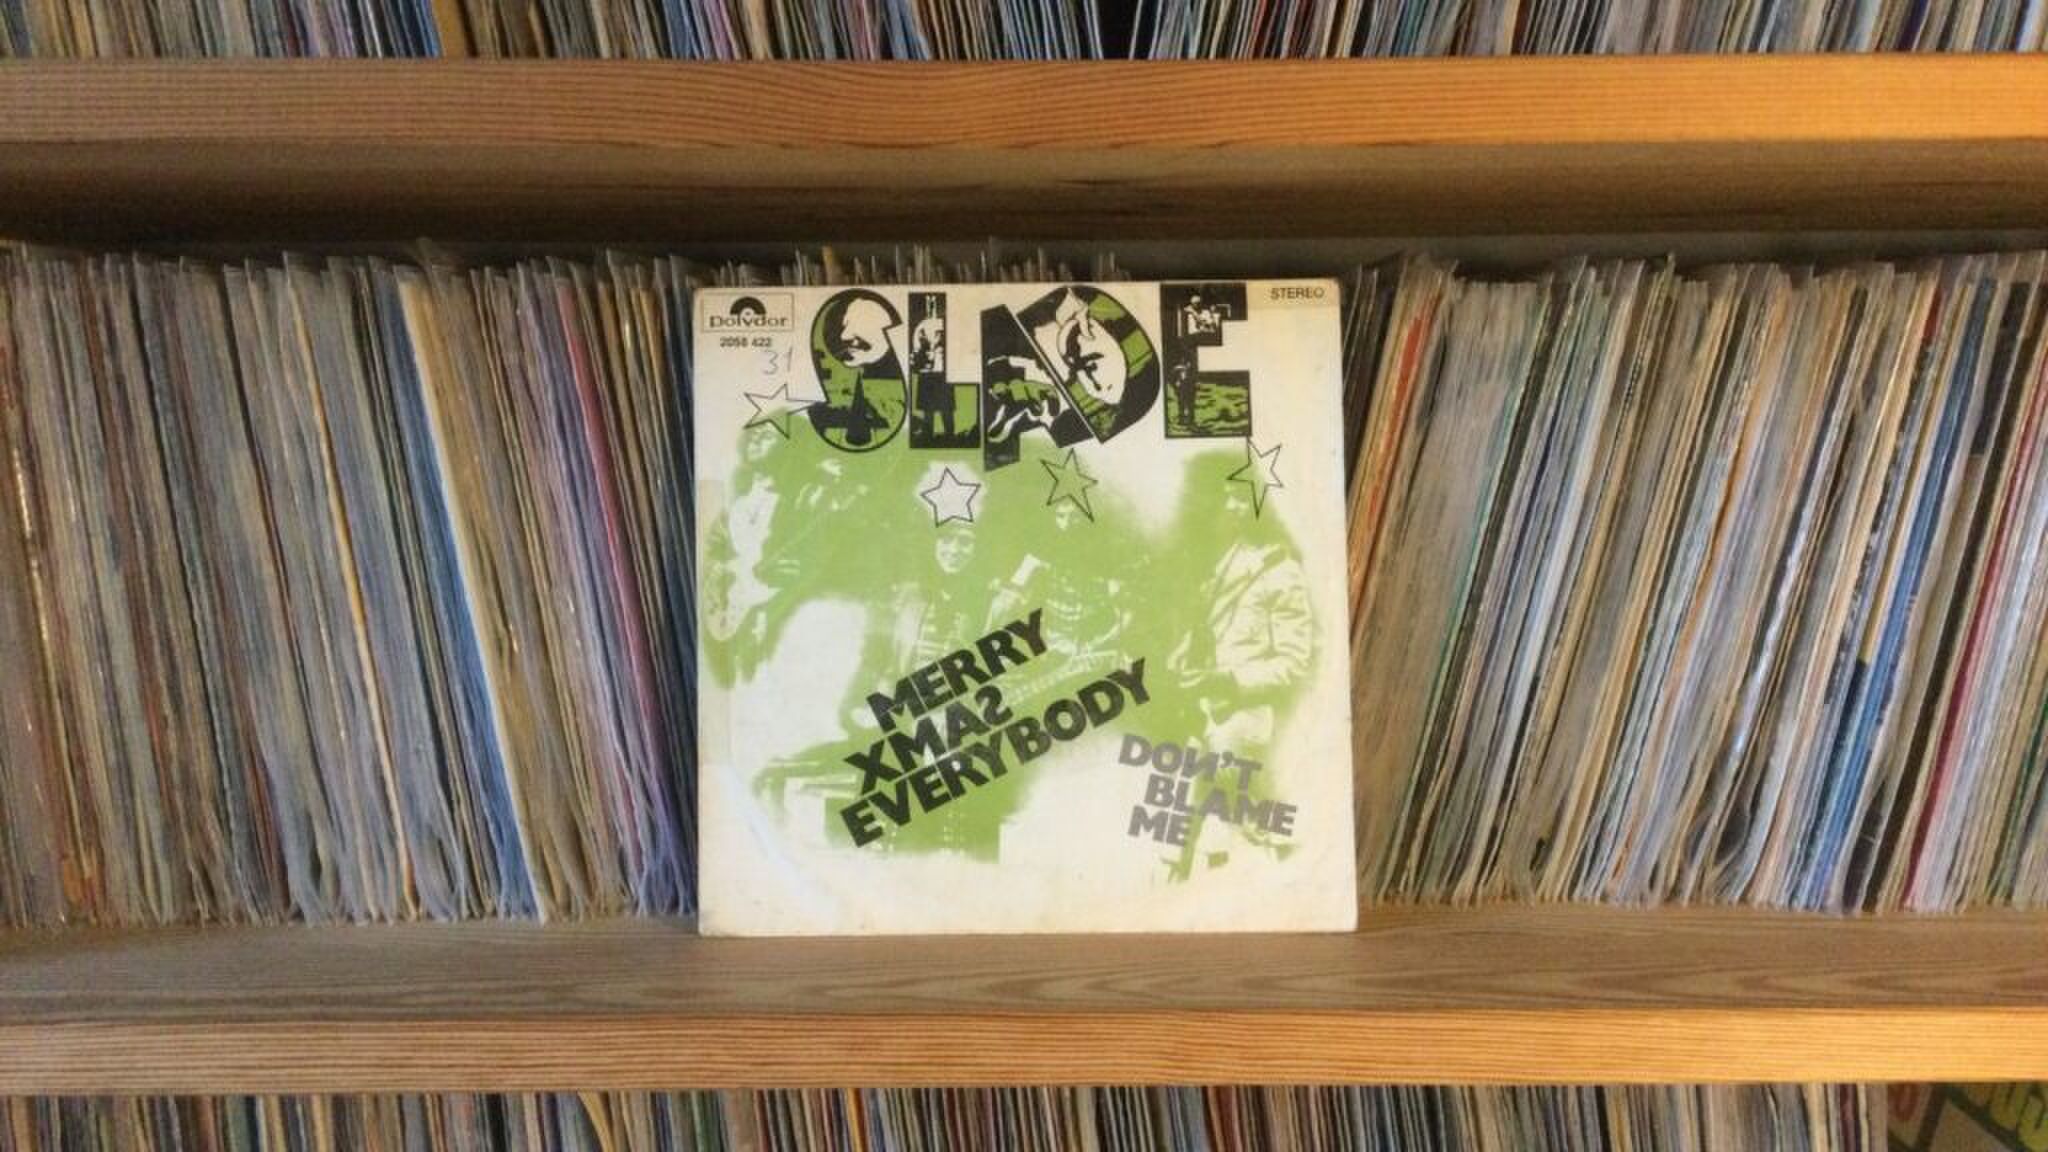 Polydor
2058 422
31
SLADE
STEREO
MERRY
XMAS
EVERYBODY
DON'T
BLAME
ME